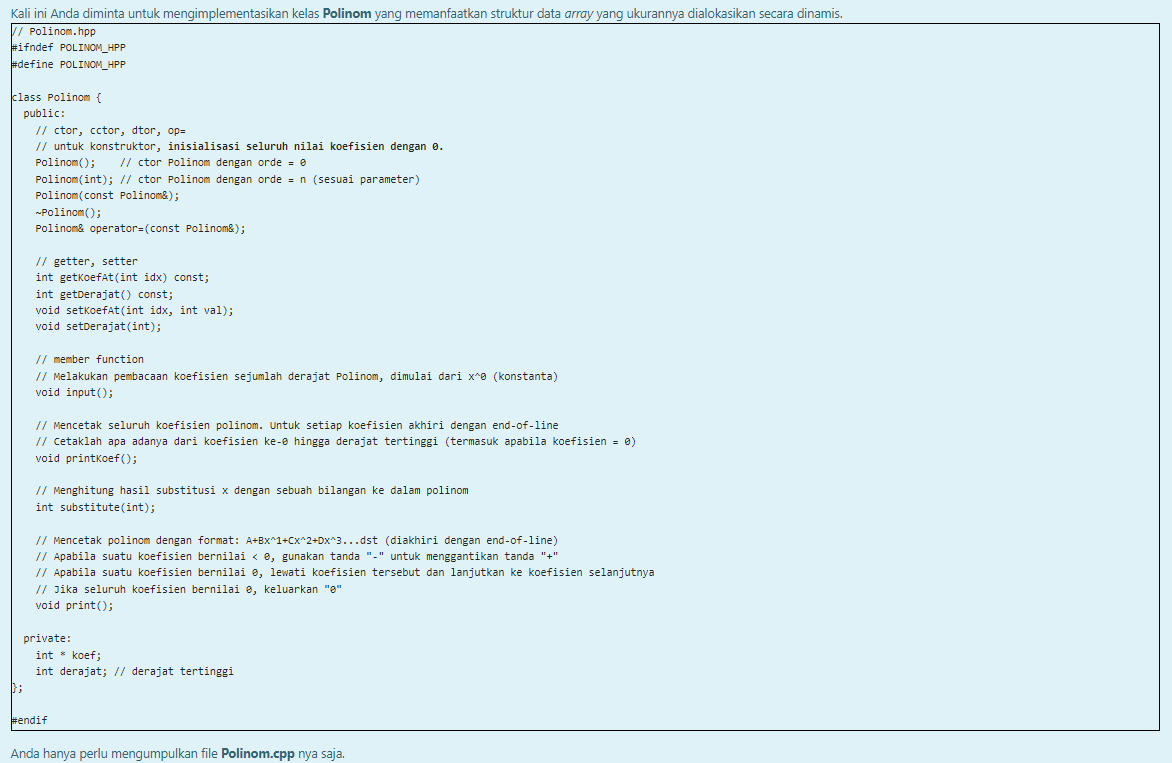 Kali ini Anda diminta untuk mengimplementasikan kelas Polinom yang memanfaatkan struktur data array yang ukurannya dialokasikan secara dinamis.
// Polinom.hpp
#ifndef POLINOM_HPP
#define POLINOM_HPP
class Polinom {
public:
// ctor, cctor, dtor, op=
// untuk konstruktor, inisialisasi seluruh nilai koefisien dengan 0.
Polinom(); // ctor Polinom dengan orde = 0
Polinom(int); // ctor Polinom dengan orde = n (sesuai parameter)
Polinom(const Polinom&);
~Polinom();
Polinom& operator=(const Polinom&);
// getter, setter
int getKoefAt(int idx) const;
int getDerajat() const;
void setKoefAt(int idx, int val);
void setDerajat(int);
// member function
// Melakukan pembacaan koefisien sejumlah derajat Polinom, dimulai dari x^0 (konstanta)
void input();
// Mencetak seluruh koefisien polinom. Untuk setiap koefisien akhiri dengan end-of-line
// Cetaklah apa adanya dari koefisien ke-0 hingga derajat tertinggi (termasuk apabila koefisien = 0)
void printKoef();
// Menghitung hasil substitusi x dengan sebuah bilangan ke dalam polinom
int substitute(int);
// Mencetak polinom dengan format: A+Bx^1+Cx^2+Dx^3...dst (diakhiri dengan end-of-line)
// Apabila suatu koefisien bernilai < 0, gunakan tanda "-" untuk menggantikan tanda "+"
// Apabila suatu koefisien bernilai 0, lewati koefisien tersebut dan lanjutkan ke koefisien selanjutnya
// Jika seluruh koefisien bernilai 0, keluarkan "0"
void print();
private:
int * koef;
int derajat; // derajat tertinggi
};
#endif
Anda hanya perlu mengumpulkan file Polinom.cpp nya saja.